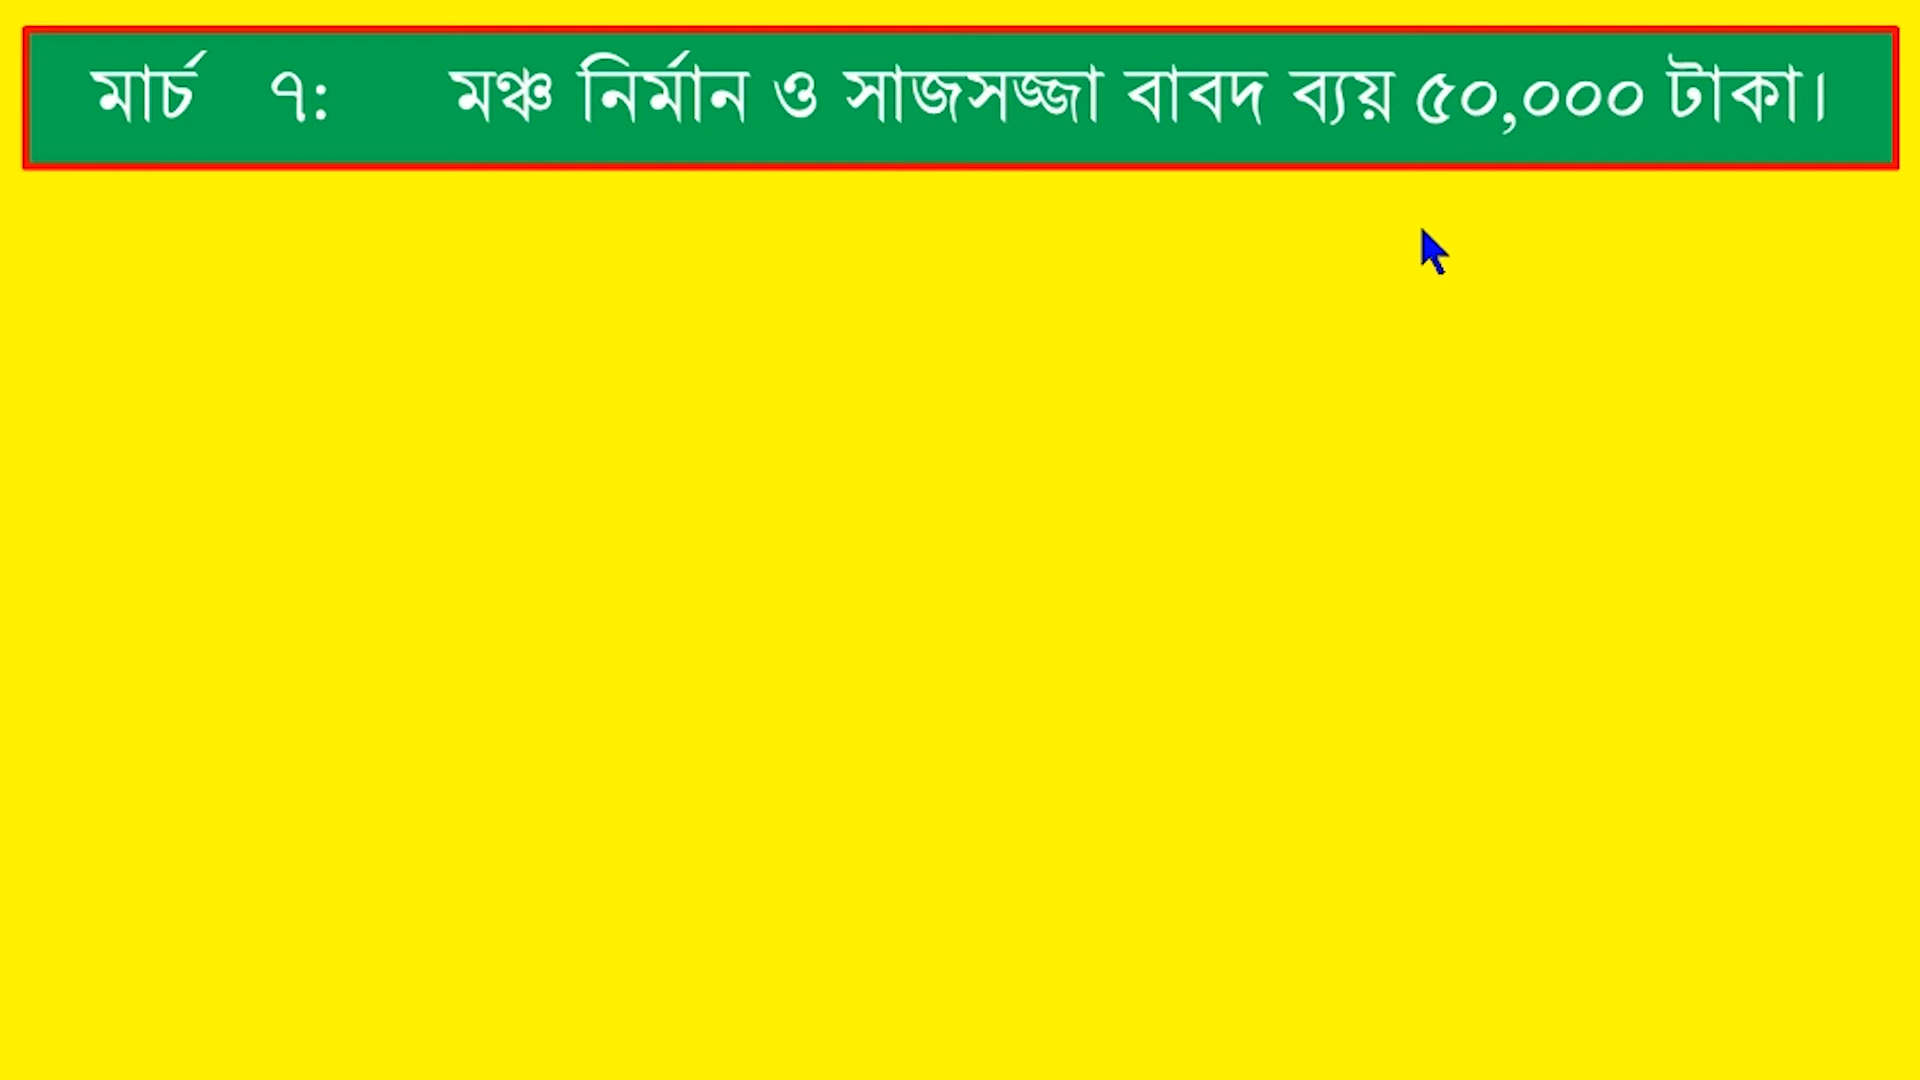 মার্চ ৭: মঞ্চ নির্মান ও সাজসজ্জা বাবদ ব্যয় ৫০,০০০ টাকা।